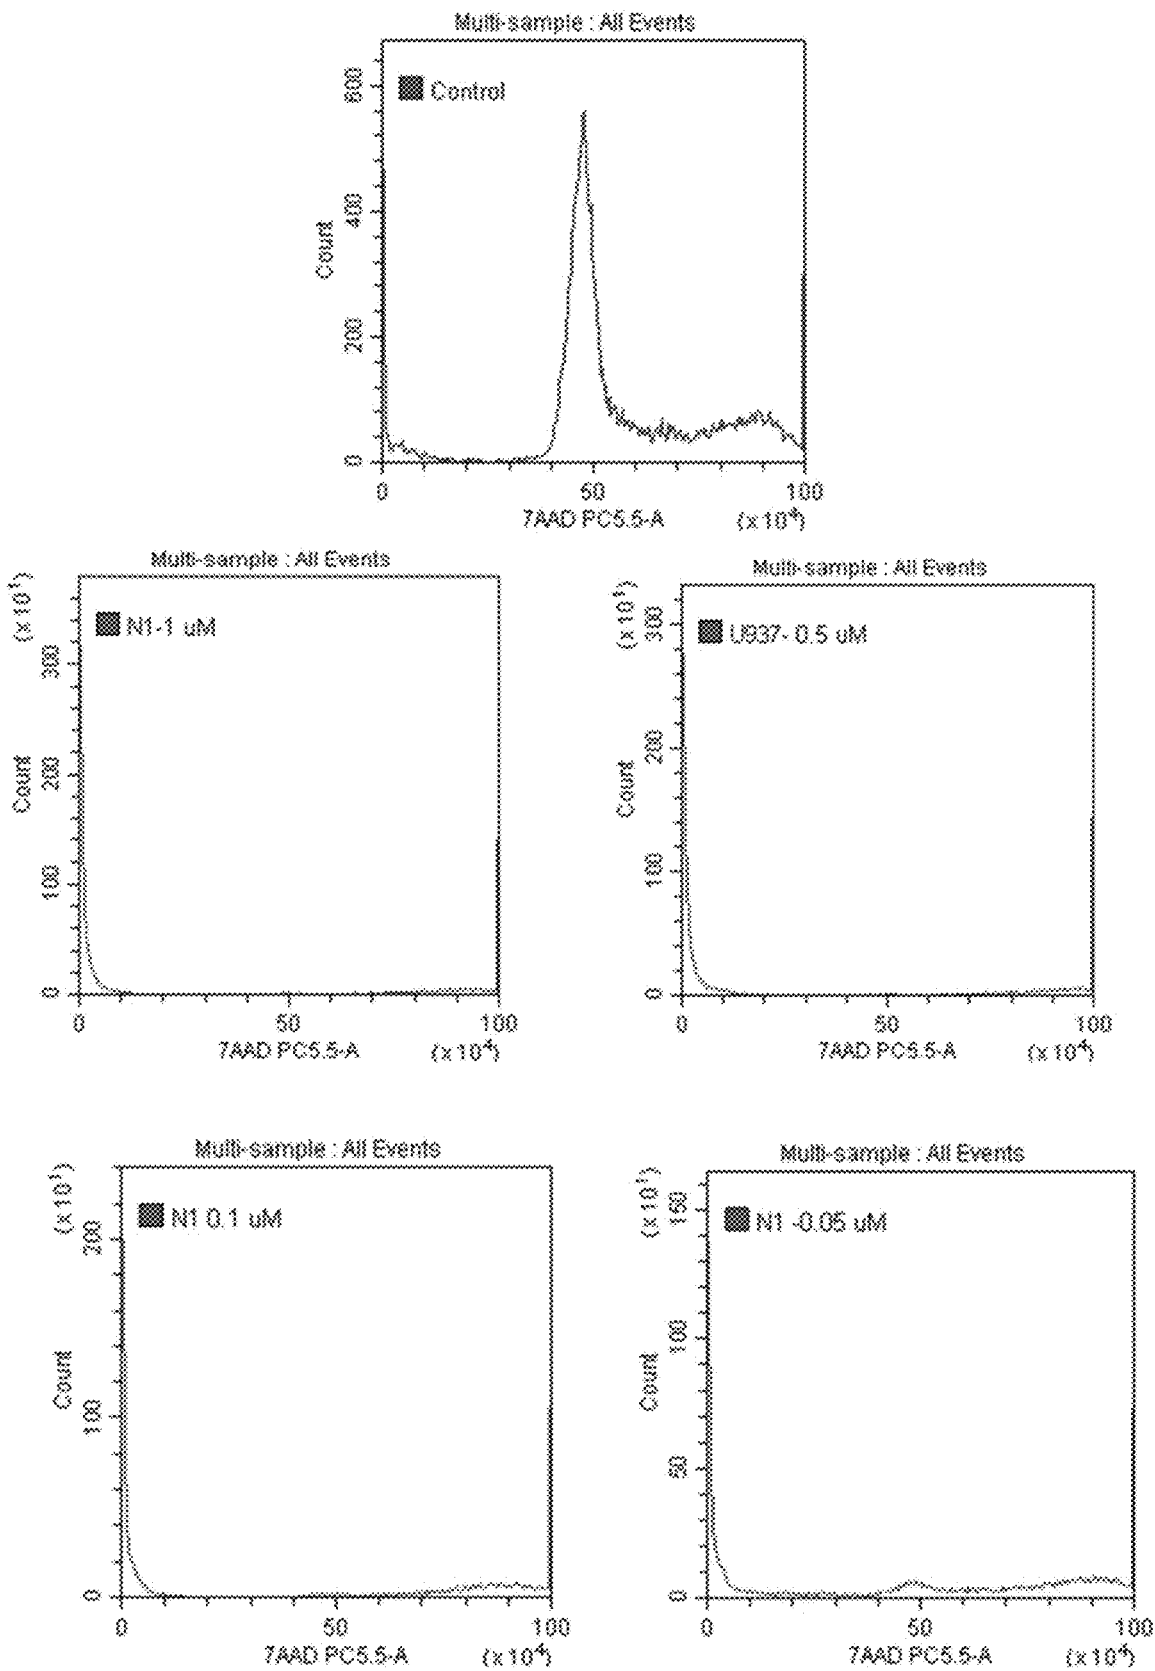 Multi-sample : All Events
Control
600
400
200
0
Count
0 50 100
7AAD PC5.5-A (x10⁴)
Multi-sample : All Events
(x10¹)
N1-1 uM
300
200
100
0
Count
0 50 100
7AAD PC5.5-A (x10⁴)
Multi-sample : All Events
(x10¹)
U937- 0.5 uM
300
200
100
0
Count
0 50 100
7AAD PC5.5-A (x10⁴)
Multi-sample : All Events
(x10¹)
N1 0.1 uM
200
100
0
Count
0 50 100
7AAD PC5.5-A (x10⁴)
Multi-sample : All Events
(x10¹)
N1 -0.05 uM
150
100
50
0
Count
0 50 100
7AAD PC5.5-A (x10⁴)